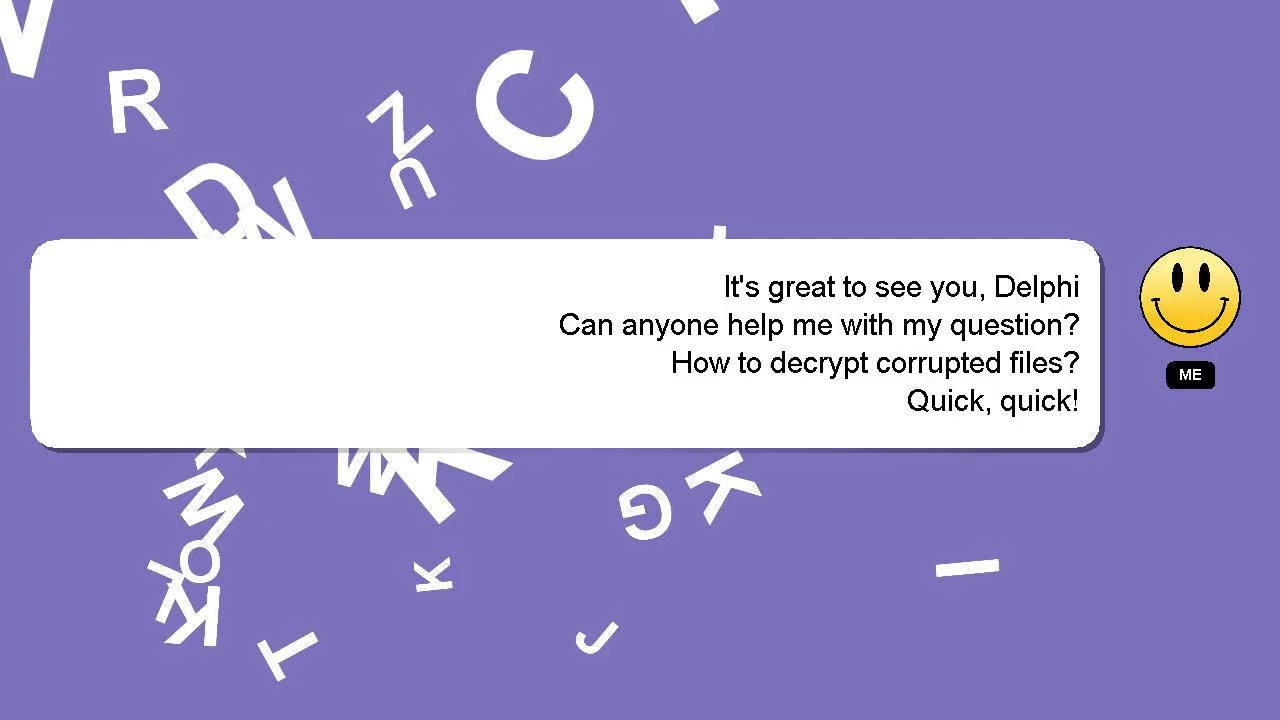 It's great to see you, Delphi
Can anyone help me with my question?
How to decrypt corrupted files?
Quick, quick!
ME
V
R
C
N
U
D
N
W
K
K
G
W
O
K
K
I
T
J